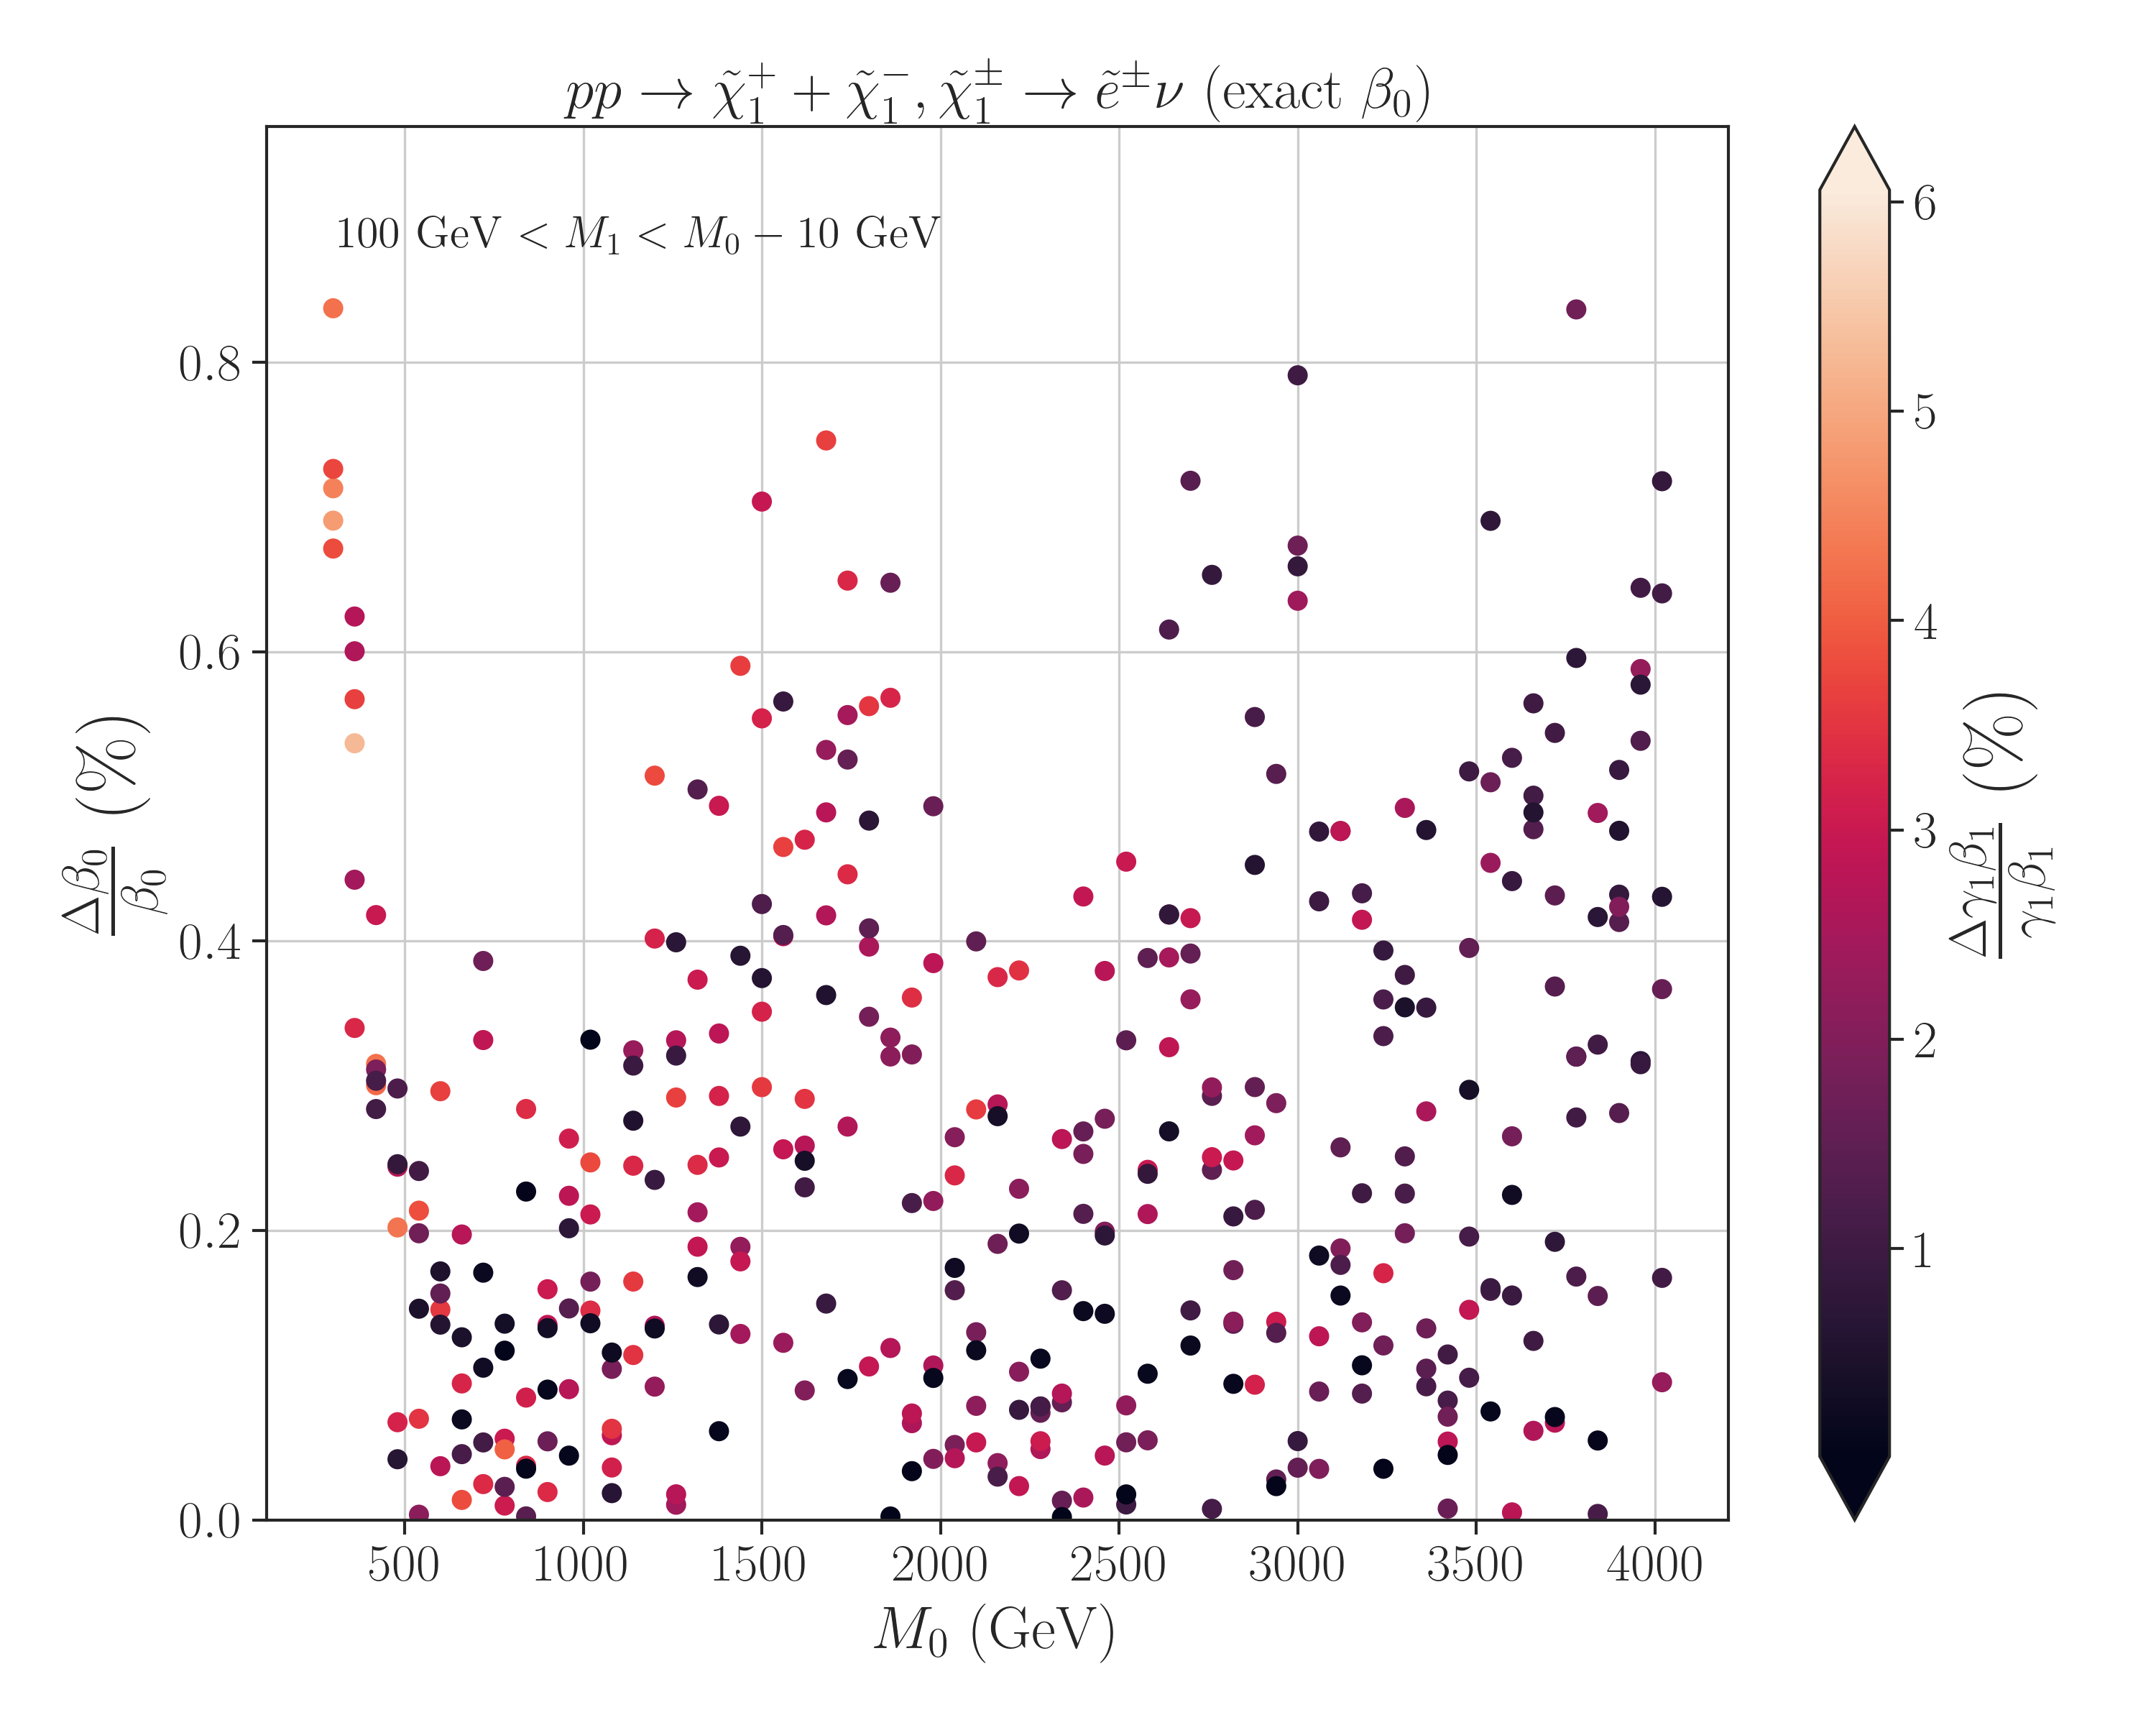 pp → χ̃₁⁺ + χ̃₁⁻, χ̃₁^± → ẽ^± ν (exact β₀)
100 GeV < M₁ < M₀ − 10 GeV
Δβ₀/β₀ (%)
0.8
0.6
0.4
0.2
0.0
500 1000 1500 2000 2500 3000 3500 4000
M₀ (GeV)
6
5
4
3
2
1
Δγ₁β₁/γ₁β₁ (%)